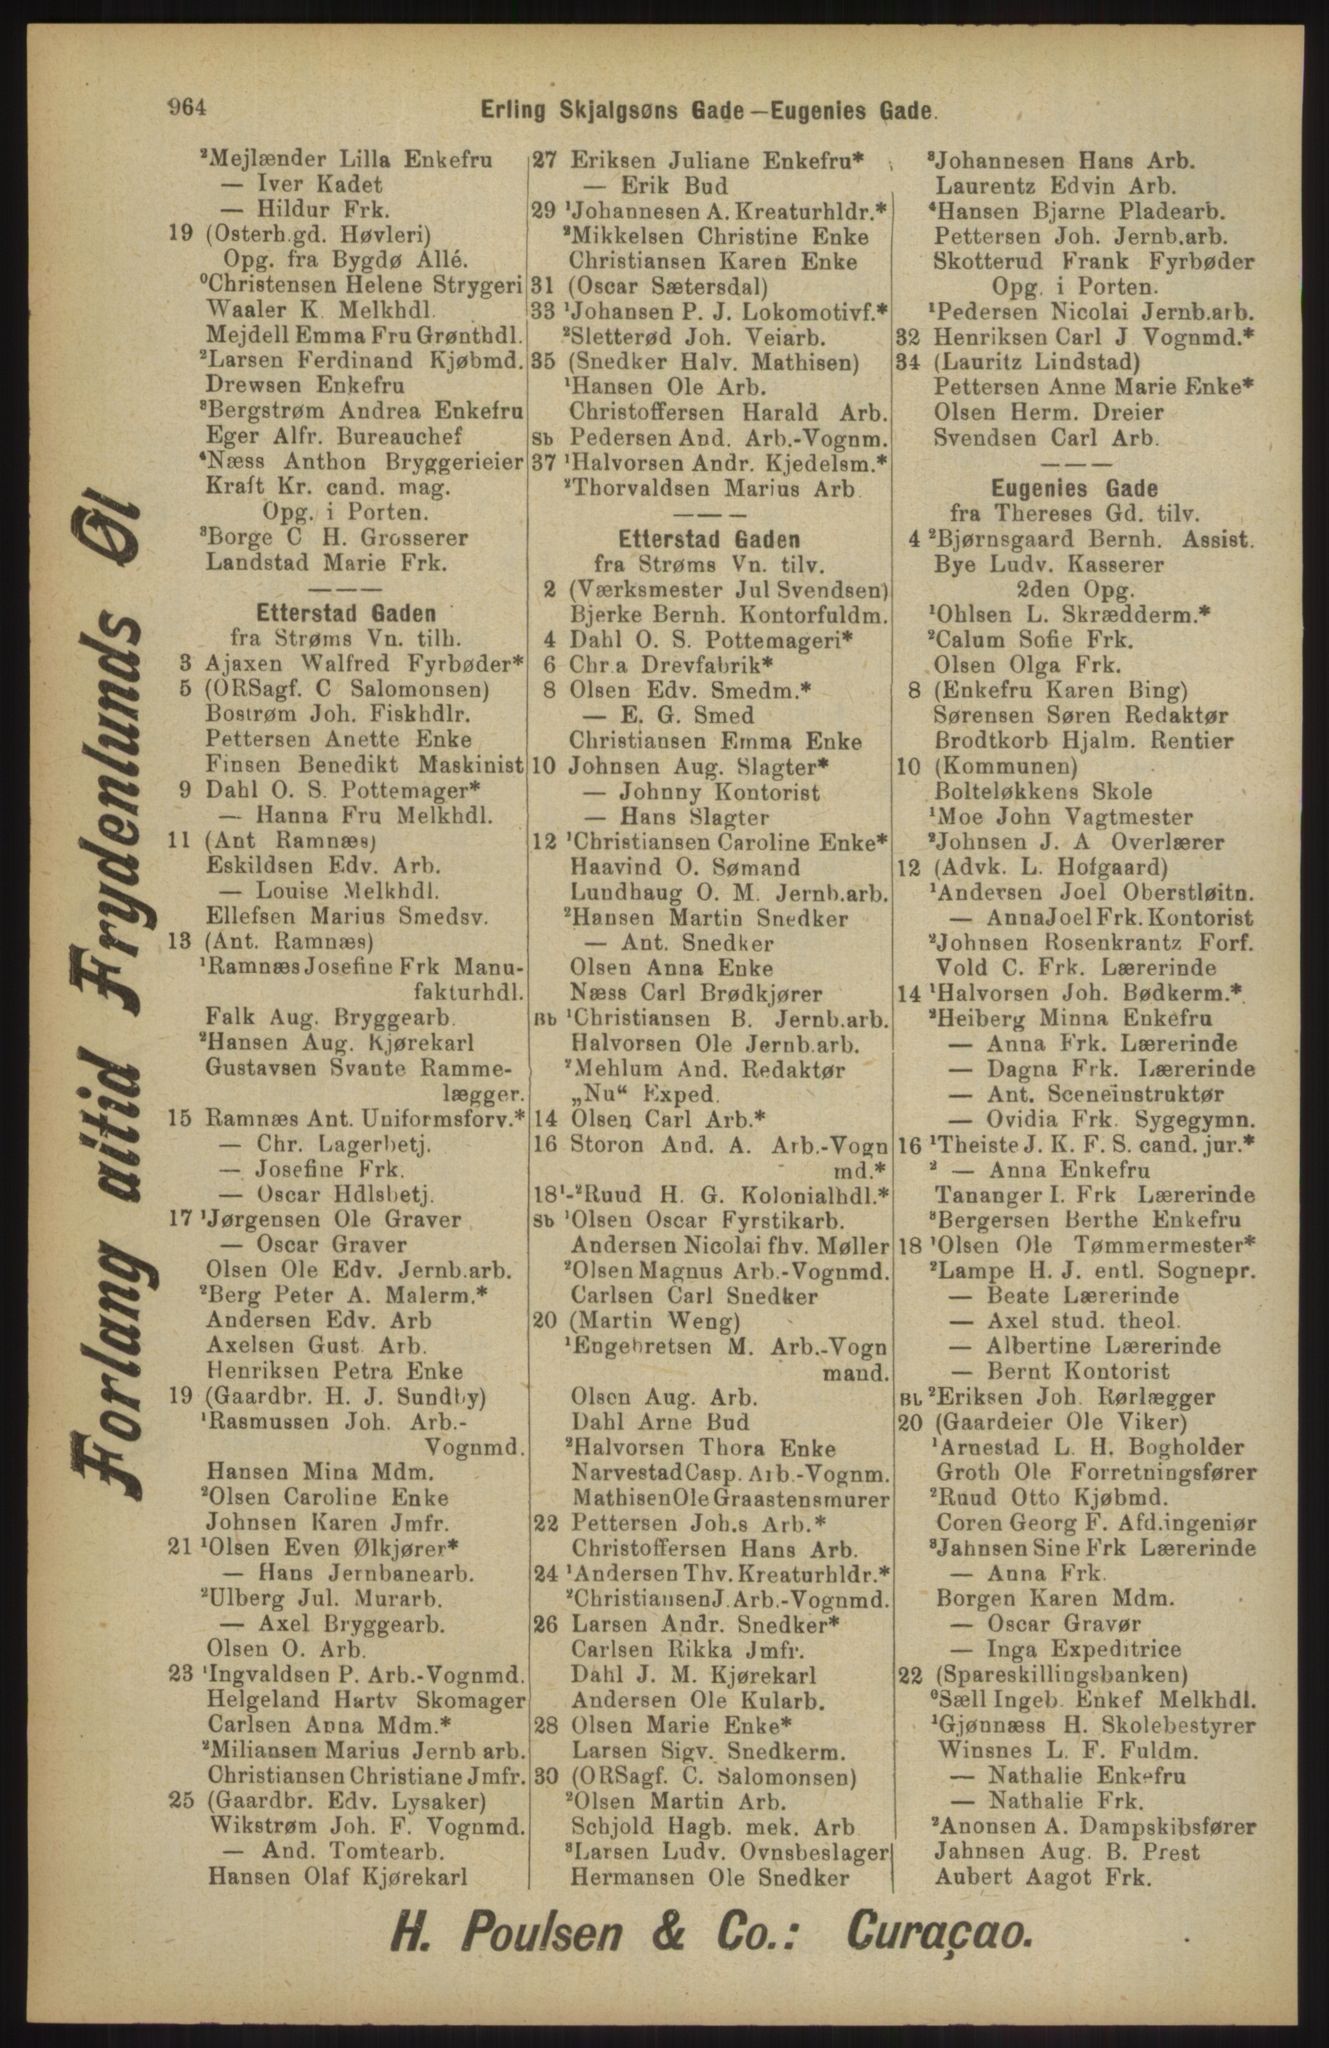 964
Erling Skjalgsøns Gade—Eugenies Gade.
²Mejlænder Lilla Enkefru
— Iver Kadet
— Hildur Frk.
19 (Osterh.gd. Høvleri)
Opg. fra Bygdø Allé.
⁰Christensen Helene Strygeri
Waaler K. Melkhdl.
Mejdell Emma Fru Grønthdl.
²Larsen Ferdinand Kjøbmd.
Drewsen Enkefru
³Bergstrøm Andrea Enkefru
Eger Alfr. Bureauchef
⁴Næss Anthon Bryggerieier
Kraft Kr. cand. mag.
Opg. i Porten.
³Borge C H. Grosserer
Landstad Marie Frk.
— — —
Etterstad Gaden
fra Strøms Vn. tilh.
3 Ajaxen Walfred Fyrbøder*
5 (ORSagf. C Salomonsen)
Bostrøm Joh. Fiskhdlr.
Pettersen Anette Enke
Finsen Benedikt Maskinist
9 Dahl O. S. Pottemager*
— Hanna Fru Melkhdl.
11 (Ant Ramnæs)
Eskildsen Edv. Arb.
— Louise Melkhdl.
Ellefsen Marius Smedsv.
13 (Ant. Ramnæs)
¹Ramnæs Josefine Frk Manu-
fakturhdl.
Falk Aug. Bryggearb.
²Hansen Aug. Kjørekarl
Gustavsen Svante Ramme-
lægger.
15 Ramnæs Ant. Uniformsforv.*
— Chr. Lagerbetj.
— Josefine Frk.
— Oscar Hdlsbetj.
17 ¹Jørgensen Ole Graver
— Oscar Graver
Olsen Ole Edv. Jernb.arb.
²Berg Peter A. Malerm.*
Andersen Edv. Arb
Axelsen Gust Arb.
Henriksen Petra Enke
19 (Gaardbr. H. J. Sundby)
¹Rasmussen Joh. Arb.-
Vognmd.
Hansen Mina Mdm.
²Olsen Caroline Enke
Johnsen Karen Jmfr.
21 ¹Olsen Even Ølkjører*
— Hans Jernbanearb.
²Ulberg Jul. Murarb.
— Axel Bryggearb.
Olsen O. Arb.
23 ¹Ingvaldsen P. Arb.-Vognmd.
Helgeland Hartv Skomager
Carlsen Anna Mdm.*
²Miliansen Marius Jernb arb.
Christiansen Christiane Jmfr.
25 (Gaardbr. Edv. Lysaker)
Wikstrøm Joh. F. Vognmd.
— And. Tomtearb.
Hansen Olaf Kjørekarl
27 Eriksen Juliane Enkefru*
— Erik Bud
29 ¹Johannesen A. Kreaturhldr.*
²Mikkelsen Christine Enke
Christiansen Karen Enke
31 (Oscar Sætersdal)
33 ¹Johansen P. J. Lokomotivf.*
²Sletterød Joh. Veiarb.
35 (Snedker Halv. Mathisen)
¹Hansen Ole Arb.
Christoffersen Harald Arb.
Sb Pedersen And. Arb.-Vognm.
37 ¹Halvorsen Andr. Kjedelsm.*
²Thorvaldsen Marius Arb
— — —
Etterstad Gaden
fra Strøms Vn. tilv.
2 (Værksmester Jul Svendsen)
Bjerke Bernh. Kontorfuldm.
4 Dahl O. S. Pottemageri*
6 Chr.a Drevfabrik*
8 Olsen Edv. Smedm.*
— E. G. Smed
Christiansen Emma Enke
10 Johnsen Aug. Slagter*
— Johnny Kontorist
— Hans Slagter
12 ¹Christiansen Caroline Enke*
Haavind O. Sømand
Lundhaug O. M. Jernb.arb.
²Hansen Martin Snedker
— Ant. Snedker
Olsen Anna Enke
Næss Carl Brødkjører
Bb ¹Christiansen B. Jernb.arb.
Halvorsen Ole Jernb.arb.
²Mehlum And. Redaktør
„Nu“ Exped.
14 Olsen Carl Arb.*
16 Storon And. A. Arb.-Vogn
md.*
18 ¹-²Ruud H. G. Kolonialhdl.*
Sb ¹Olsen Oscar Fyrstikarb.
Andersen Nicolai fhv. Møller
²Olsen Magnus Arb.-Vognmd.
Carlsen Carl Snedker
20 (Martin Weng)
¹Engebretsen M. Arb.-Vogn
mand.
Olsen Aug. Arb.
Dahl Arne Bud
²Halvorsen Thora Enke
Narvestad Casp. Arb.-Vognm.
Mathisen Ole Graastensmurer
22 Pettersen Joh.s Arb.*
Christoffersen Hans Arb.
24 ¹Andersen Thv. Kreaturhldr.*
²Christiansen J. Arb.-Vognmd.
26 Larsen Andr. Snedker*
Carlsen Rikka Jmfr.
Dahl J. M. Kjørekarl
Andersen Ole Kularb.
28 Olsen Marie Enke*
Larsen Sigv. Snedkerm.
30 (ORSagf. C. Salomonsen)
²Olsen Martin Arb.
Schjold Hagb. mek. Arb
³Larsen Ludv. Ovnsbeslager
Hermansen Ole Snedker
³Johannesen Hans Arb.
Laurentz Edvin Arb.
⁴Hansen Bjarne Pladearb.
Pettersen Joh. Jernb.arb.
Skotterud Frank Fyrbøder
Opg. i Porten.
¹Pedersen Nicolai Jernb.arb.
32 Henriksen Carl J Vognmd.*
34 (Lauritz Lindstad)
Pettersen Anne Marie Enke*
Olsen Herm. Dreier
Svendsen Carl Arb.
— — —
Eugenies Gade
fra Thereses Gd. tilv.
4 ²Bjørnsgaard Bernh. Assist.
Bye Ludv. Kasserer
2den Opg.
¹Ohlsen L. Skrædderm.*
²Calum Sofie Frk.
Olsen Olga Frk.
8 (Enkefru Karen Bing)
Sørensen Søren Redaktør
Brodtkorb Hjalm. Rentier
10 (Kommunen)
Bolteløkkens Skole
¹Moe John Vagtmester
²Johnsen J. A Overlærer
12 (Advk. L. Hofgaard)
¹Andersen Joel Oberstløitn.
— Anna Joel Frk. Kontorist
²Johnsen Rosenkrantz Forf.
Vold C. Frk. Lærerinde
14 ¹Halvorsen Joh. Bødkerm.*
²Heiberg Minna Enkefru
— Anna Frk. Lærerinde
— Dagna Frk. Lærerinde
— Ant. Sceneinstruktør
— Ovidia Frk. Sygegymn.
16 ¹Theiste J. K. F. S. cand. jur.*
² — Anna Enkefru
Tananger I. Frk Lærerinde
³Bergersen Berthe Enkefru
18 ¹Olsen Ole Tømmermester*
²Lampe H. J. entl. Sognepr.
— Beate Lærerinde
— Axel stud. theol.
— Albertine Lærerinde
— Bernt Kontorist
Bb ²Eriksen Joh. Rørlægger
20 (Gaardeier Ole Viker)
¹Arnestad L. H. Bogholder
Groth Ole Forretningsfører
²Ruud Otto Kjøbmd.
Coren Georg F. Afd.ingeniør
³Jahnsen Sine Frk Lærerinde
— Anna Frk.
Borgen Karen Mdm.
— Oscar Gravør
— Inga Expeditrice
22 (Spareskillingsbanken)
⁰Sæll Ingeb. Enkef Melkhdl.
¹Gjønnæss H. Skolebestyrer
Winsnes L. F. Fuldm.
— Nathalie Enkefru
— Nathalie Frk.
²Anonsen A. Dampskibsfører
Jahnsen Aug. B. Prest
Aubert Aagot Frk.
Forlang altid Frydenlunds Øl
H. Poulsen & Co.: Curaçao.